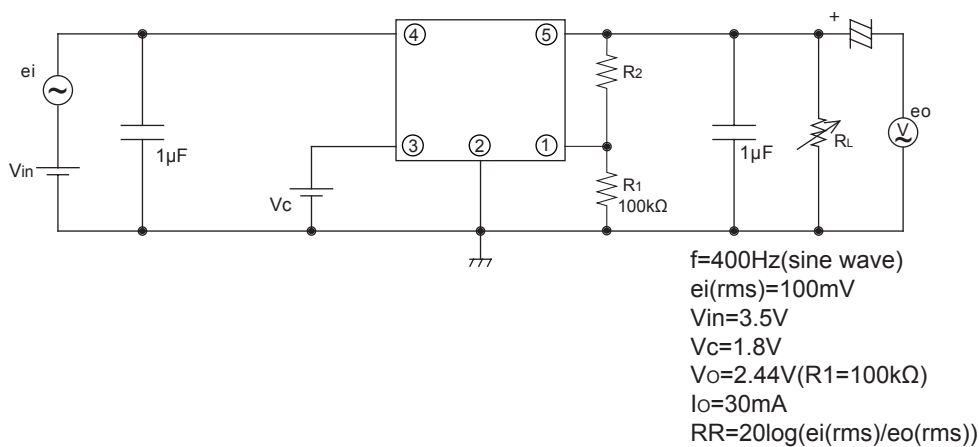 +
④
⑤
ei
R2
eo
V
1μF
③
②
①
1μF
RL
Vin
Vc
R1
100kΩ
f=400Hz(sine wave)
ei(rms)=100mV
Vin=3.5V
Vc=1.8V
VO=2.44V(R1=100kΩ)
IO=30mA
RR=20log(ei(rms)/eo(rms))